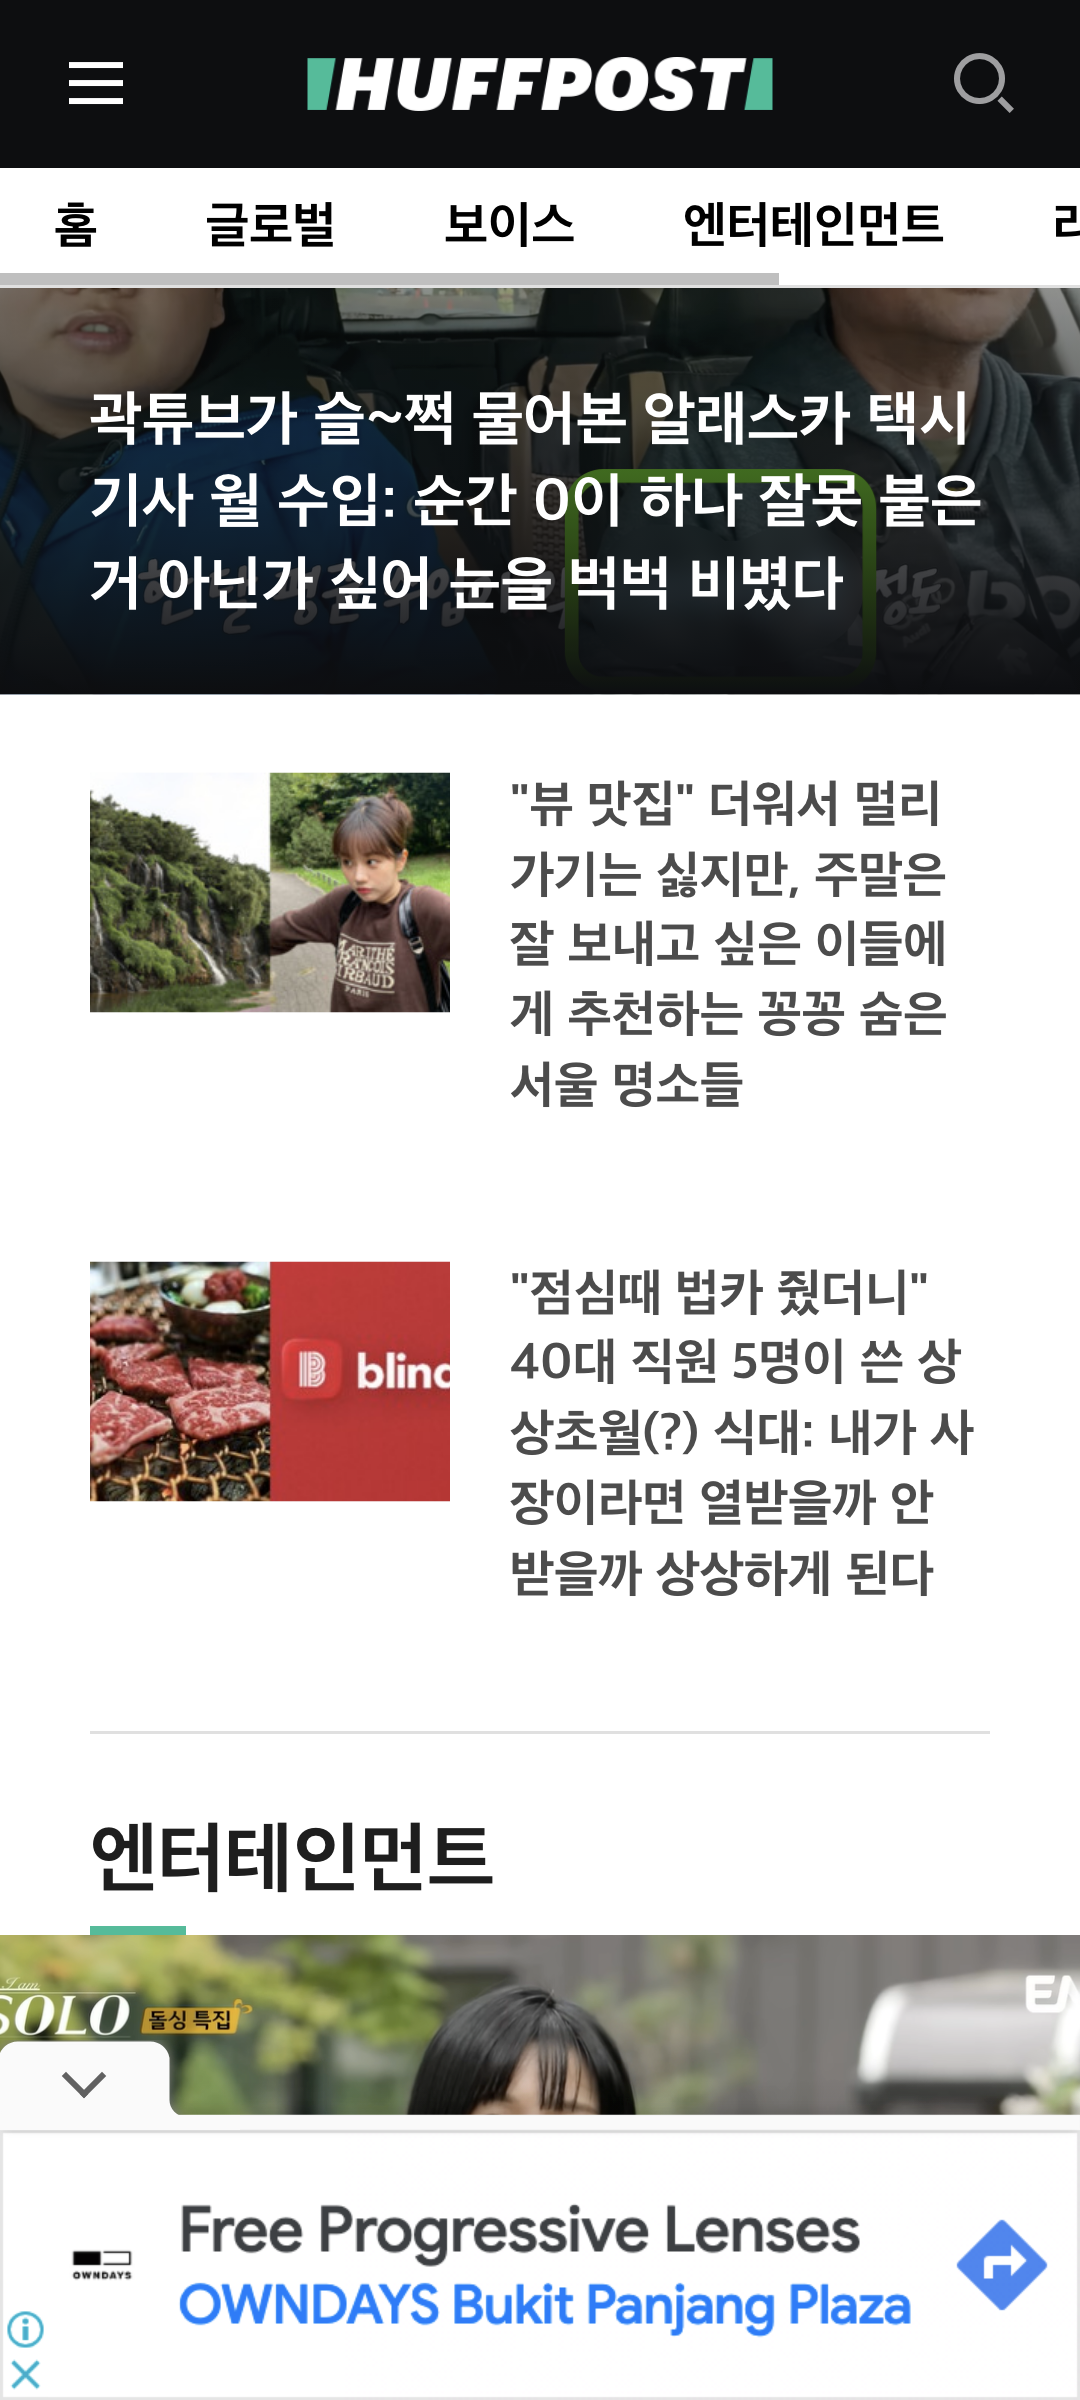 HUFFPOST
홈 글로벌 보이스 엔터테인먼트
곽튜브가 슬~쩍 물어본 알래스카 택시
기사 월 수입: 순간 0이 하나 잘못 붙은
거 아닌가 싶어 눈을 벅벅 비볐다
"뷰 맛집" 더워서 멀리
가기는 싫지만, 주말은
잘 보내고 싶은 이들에
게 추천하는 꽁꽁 숨은
서울 명소들
MARITHE
FRANCOIS
GIRBAUD
PARIS
"점심때 법카 줬더니"
40대 직원 5명이 쓴 상
상초월(?) 식대: 내가 사
장이라면 열받을까 안
받을까 상상하게 된다
blind
엔터테인먼트
I am
SOLO 돌싱 특집
EN
Free Progressive Lenses
OWNDAYS
OWNDAYS Bukit Panjang Plaza